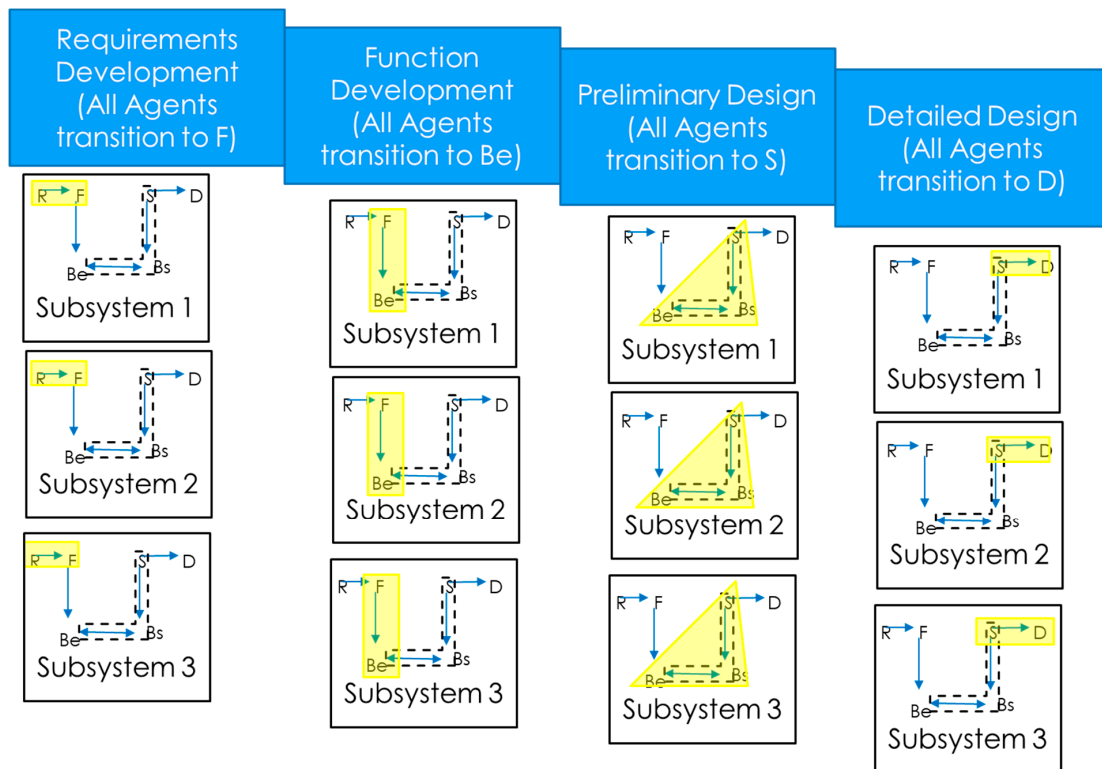 Requirements
Development
(All Agents
transition to F)
R F S D
Be Bs
Subsystem 1
R F S D
Be Bs
Subsystem 2
R F S D
Be Bs
Subsystem 3
Function
Development
(All Agents
transition to Be)
R F S D
Be Bs
Subsystem 1
R F S D
Be Bs
Subsystem 2
R F S D
Be Bs
Subsystem 3
Preliminary Design
(All Agents
transition to S)
R F S D
Be Bs
Subsystem 1
R F S D
Be Bs
Subsystem 2
R F S D
Be Bs
Subsystem 3
Detailed Design
(All Agents
transition to D)
R F S D
Be Bs
Subsystem 1
R F S D
Be Bs
Subsystem 2
R F S D
Be Bs
Subsystem 3